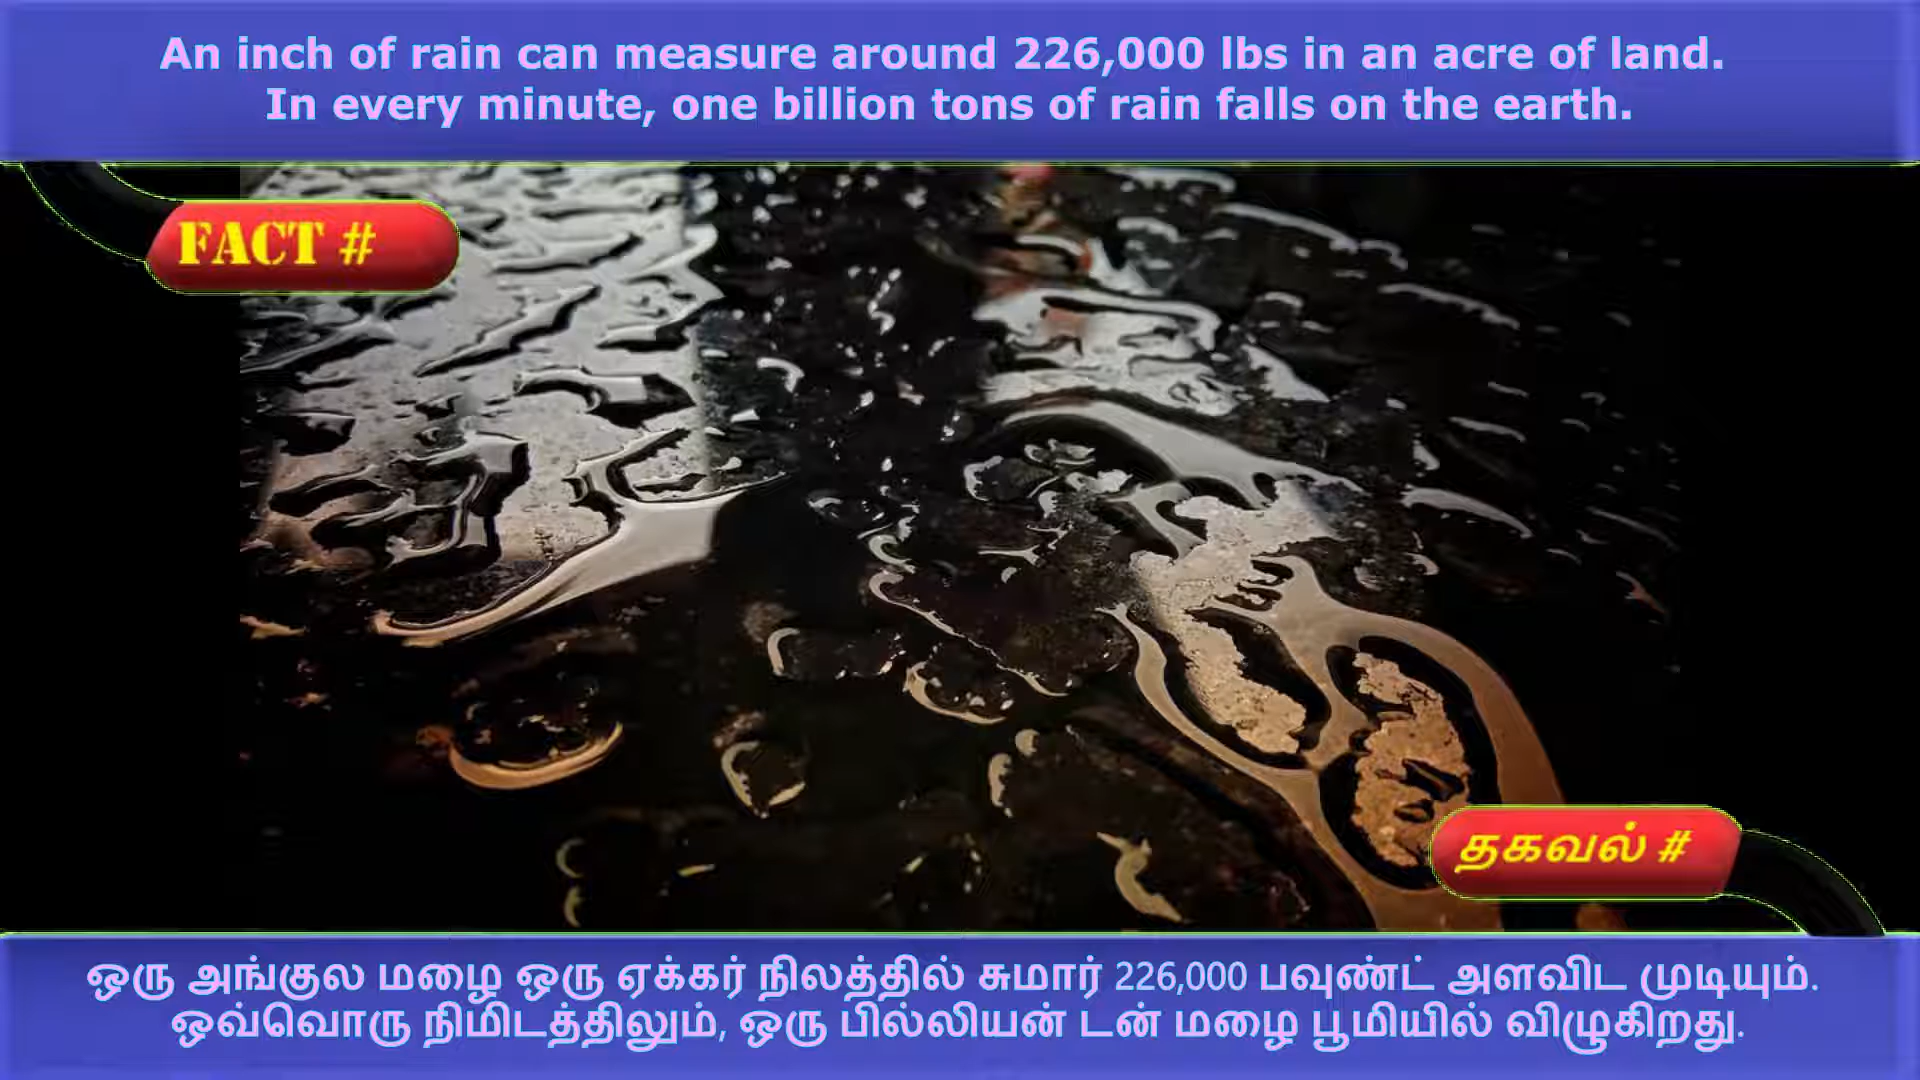 An inch of rain can measure around 226,000 lbs in an acre of land.
In every minute, one billion tons of rain falls on the earth.
FACT #
தகவல் #
ஒரு அங்குல மழை ஒரு ஏக்கர் நிலத்தில் சுமார் 226,000 பவுண்ட் அளவிட முடியும்.
ஒவ்வொரு நிமிடத்திலும், ஒரு பில்லியன் டன் மழை பூமியில் விழுகிறது.